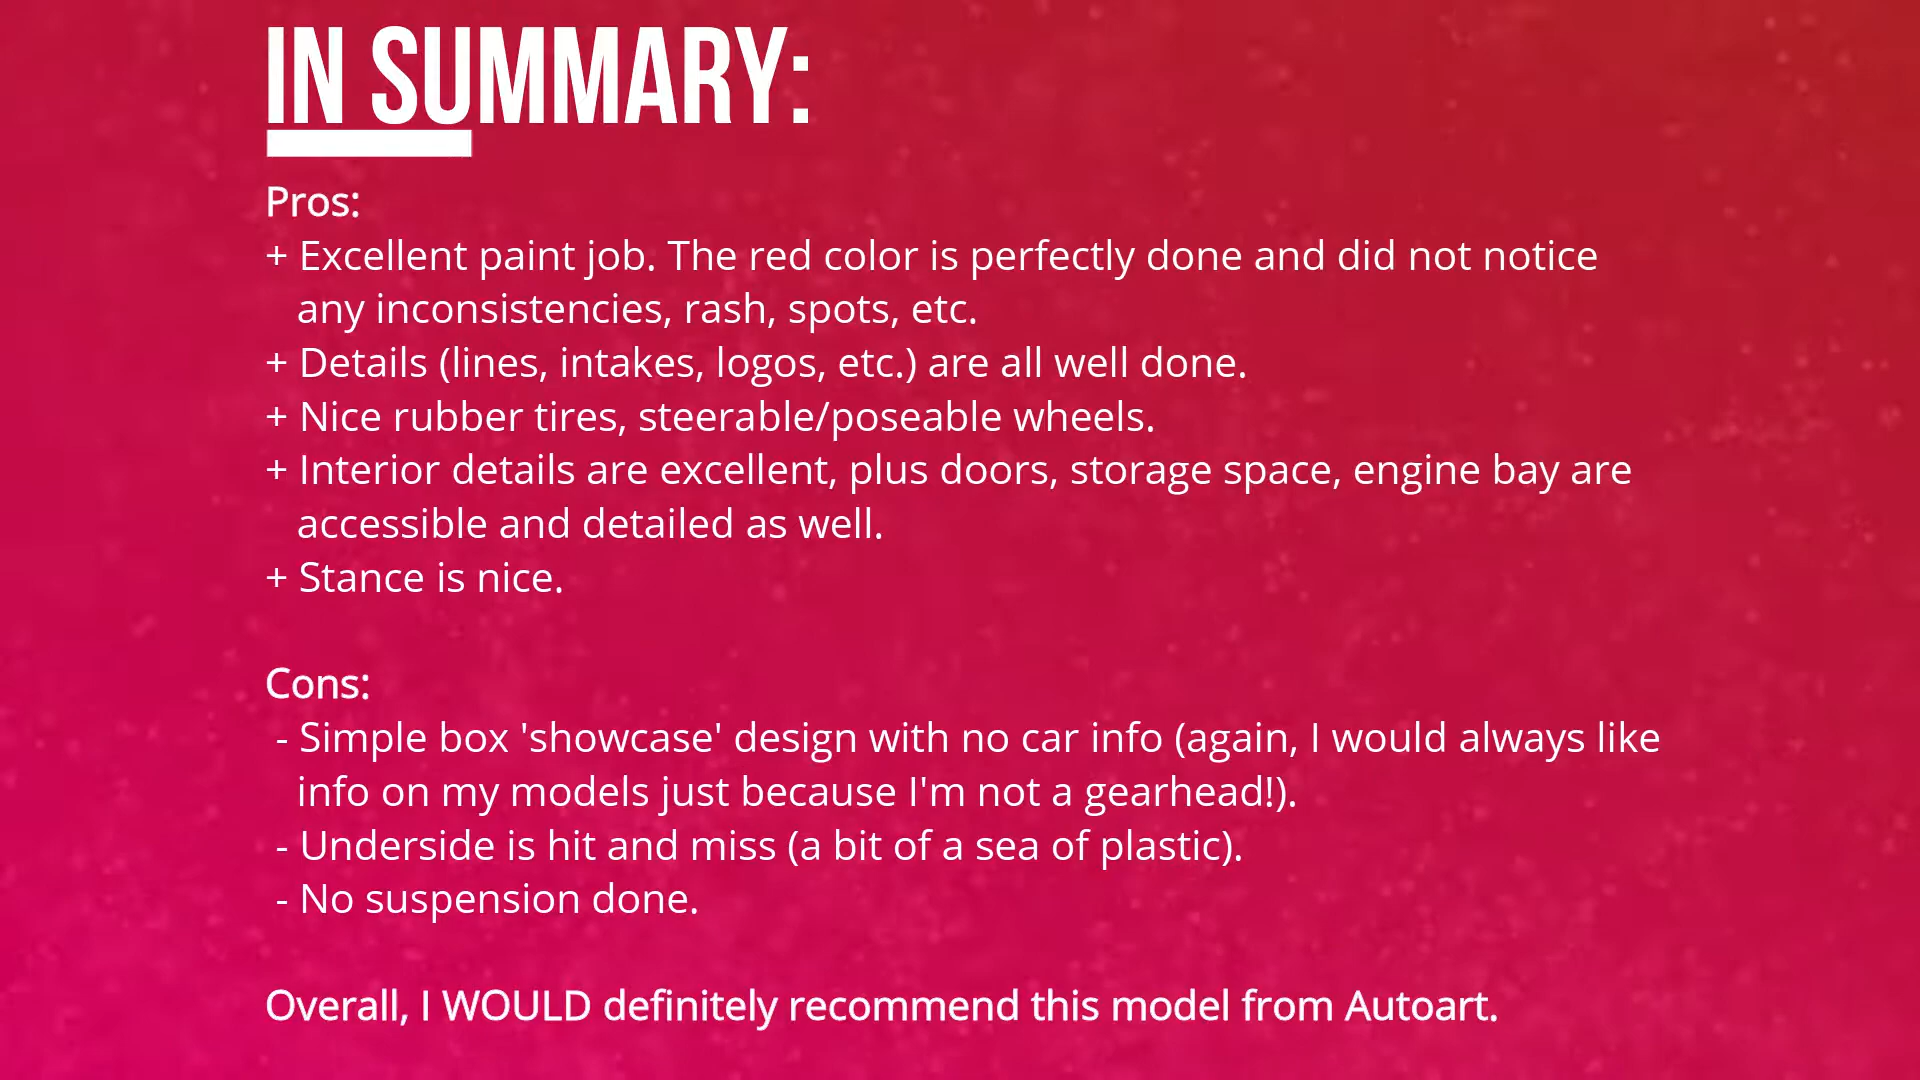 IN SUMMARY:
Pros:
+ Excellent paint job. The red color is perfectly done and did not notice
any inconsistencies, rash, spots, etc.
+ Details (lines, intakes, logos, etc.) are all well done.
+ Nice rubber tires, steerable/poseable wheels.
+ Interior details are excellent, plus doors, storage space, engine bay are
accessible and detailed as well.
+ Stance is nice.
Cons:
- Simple box 'showcase' design with no car info (again, I would always like
info on my models just because I'm not a gearhead!).
- Underside is hit and miss (a bit of a sea of plastic).
- No suspension done.
Overall, I WOULD definitely recommend this model from Autoart.